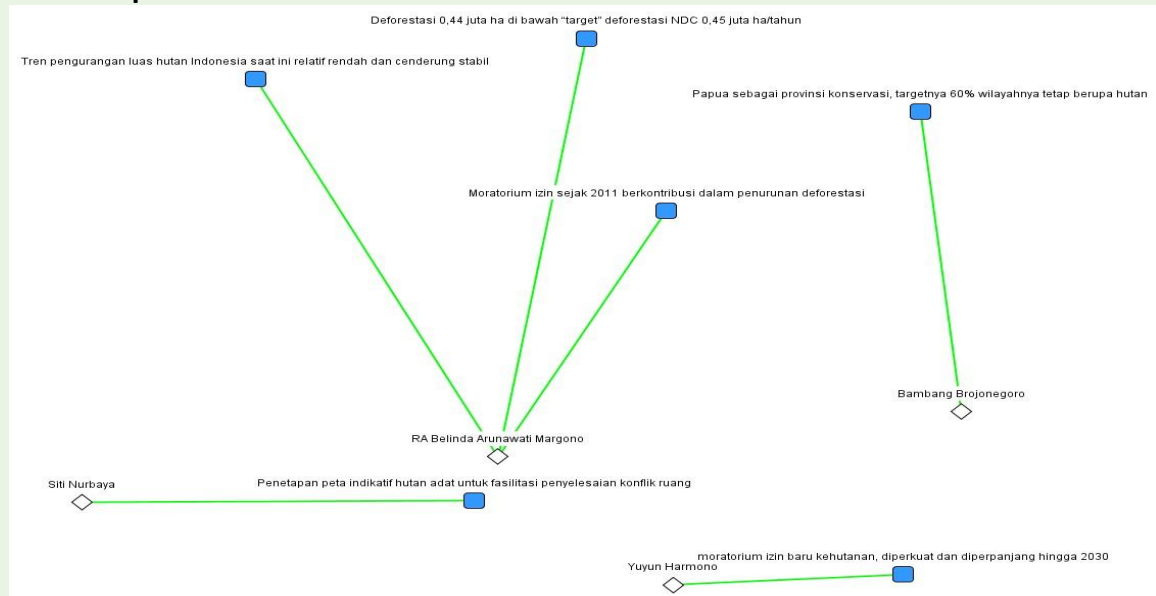 Deforestasi 0,44 juta ha di bawah “target” deforestasi NDC 0,45 juta ha/tahun
Tren pengurangan luas hutan Indonesia saat ini relatif rendah dan cenderung stabil
Papua sebagai provinsi konservasi, targetnya 60% wilayahnya tetap berupa hutan
Moratorium izin sejak 2011 berkontribusi dalam penurunan deforestasi
Bambang Brojonegoro
RA Belinda Arunawati Margono
Siti Nurbaya
Penetapan peta indikatif hutan adat untuk fasilitasi penyelesaian konflik ruang
moratorium izin baru kehutanan, diperkuat dan diperpanjang hingga 2030
Yuyun Harmono